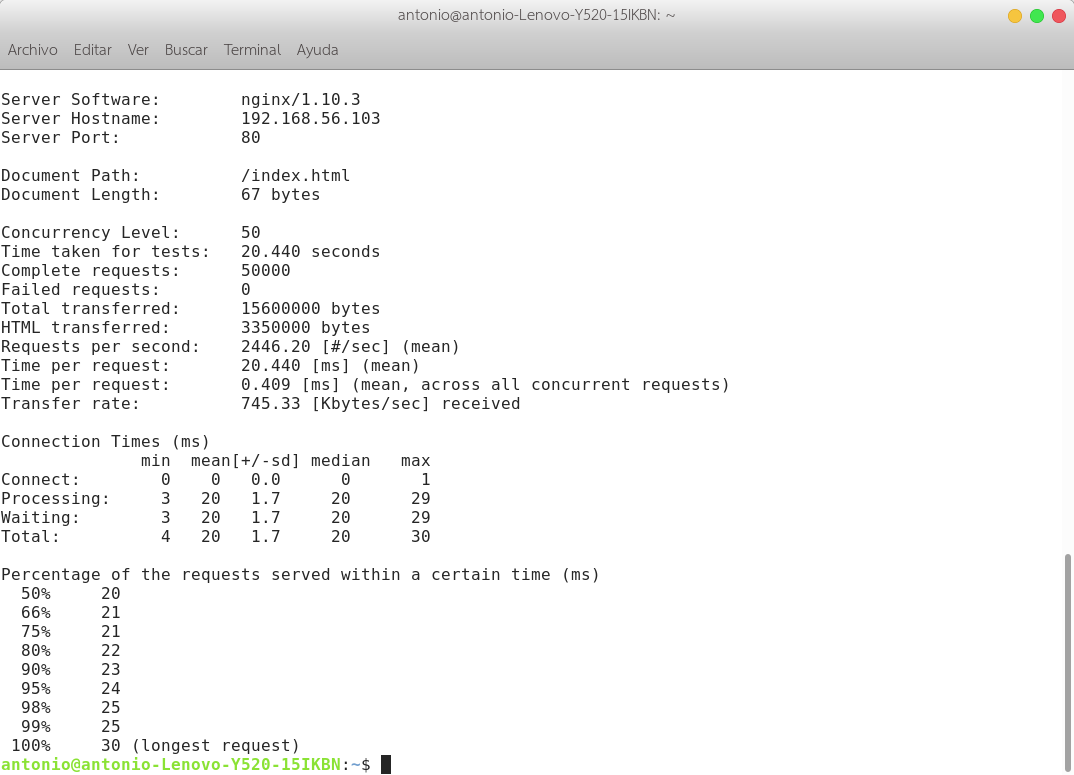 antonio@antonio-Lenovo-Y520-15IKBN: ~
Archivo Editar Ver Buscar Terminal Ayuda
Server Software:        nginx/1.10.3
Server Hostname:        192.168.56.103
Server Port:            80
Document Path:          /index.html
Document Length:        67 bytes
Concurrency Level:      50
Time taken for tests:   20.440 seconds
Complete requests:      50000
Failed requests:        0
Total transferred:      15600000 bytes
HTML transferred:       3350000 bytes
Requests per second:    2446.20 [#/sec] (mean)
Time per request:       20.440 [ms] (mean)
Time per request:       0.409 [ms] (mean, across all concurrent requests)
Transfer rate:          745.33 [Kbytes/sec] received
Connection Times (ms)
              min  mean[+/-sd] median   max
Connect:        0    0   0.0      0       1
Processing:     3   20   1.7     20      29
Waiting:        3   20   1.7     20      29
Total:          4   20   1.7     20      30
Percentage of the requests served within a certain time (ms)
  50%     20
  66%     21
  75%     21
  80%     22
  90%     23
  95%     24
  98%     25
  99%     25
 100%     30 (longest request)
antonio@antonio-Lenovo-Y520-15IKBN:~$